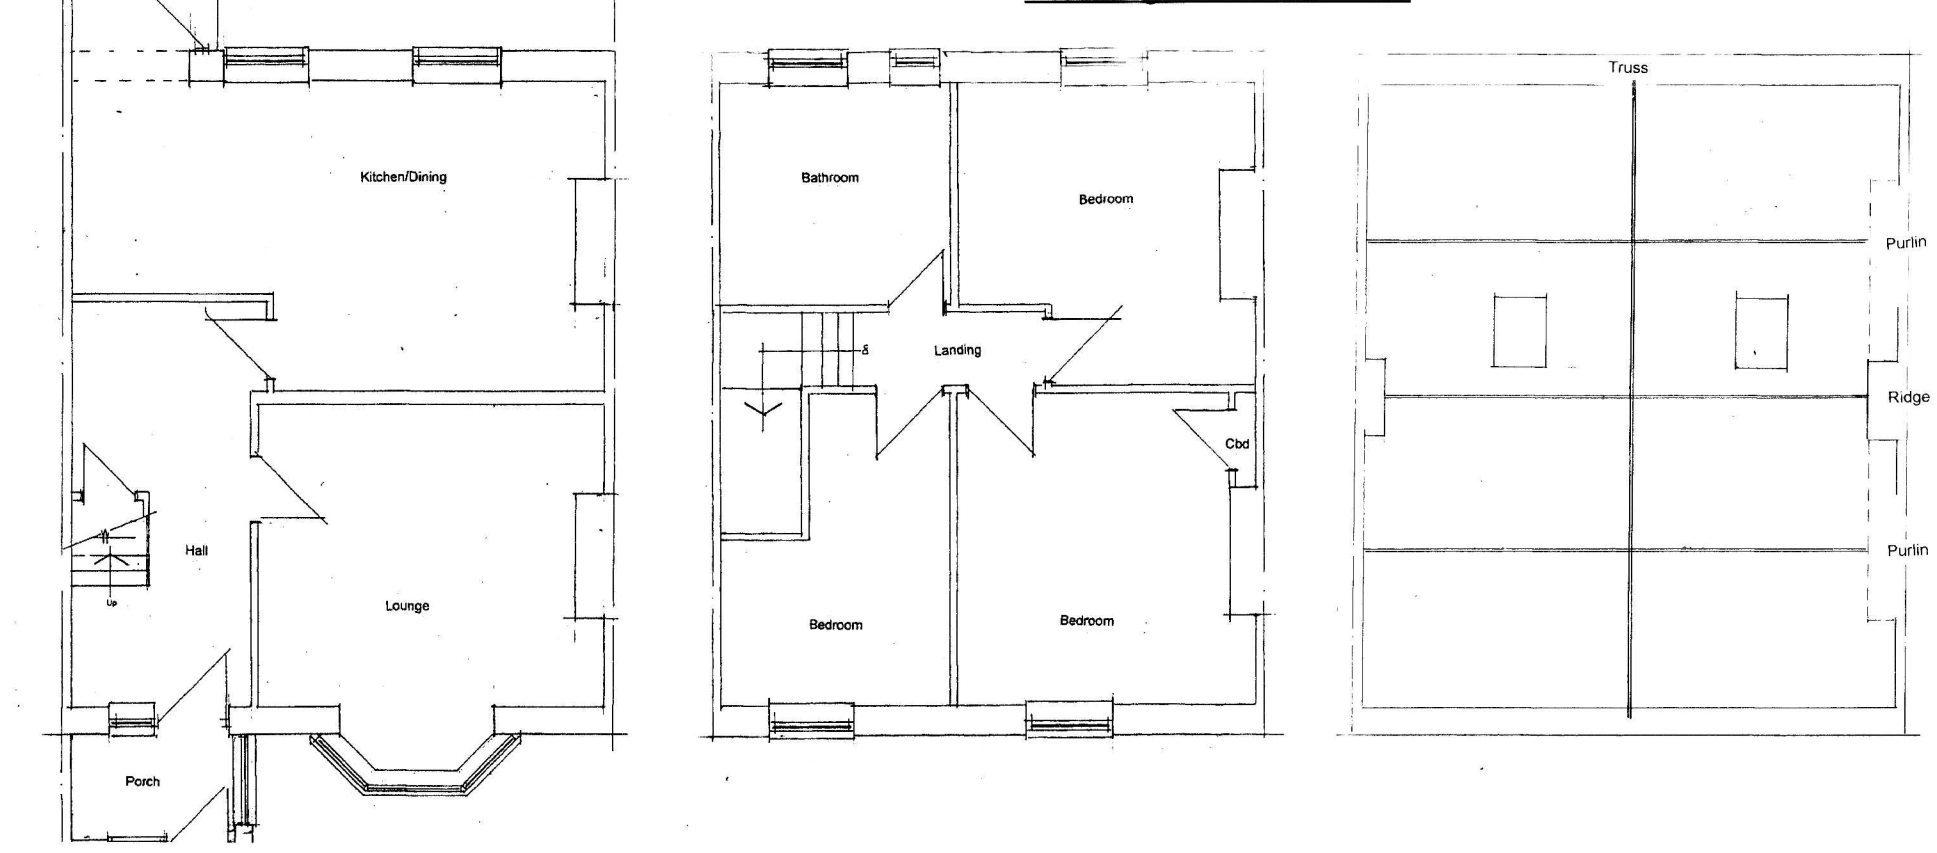 Kitchen/Dining
Hall
Up
Lounge
Porch
Bathroom
Bedroom
Landing
Cbd
Bedroom
Bedroom
Truss
Purlin
Ridge
Purlin